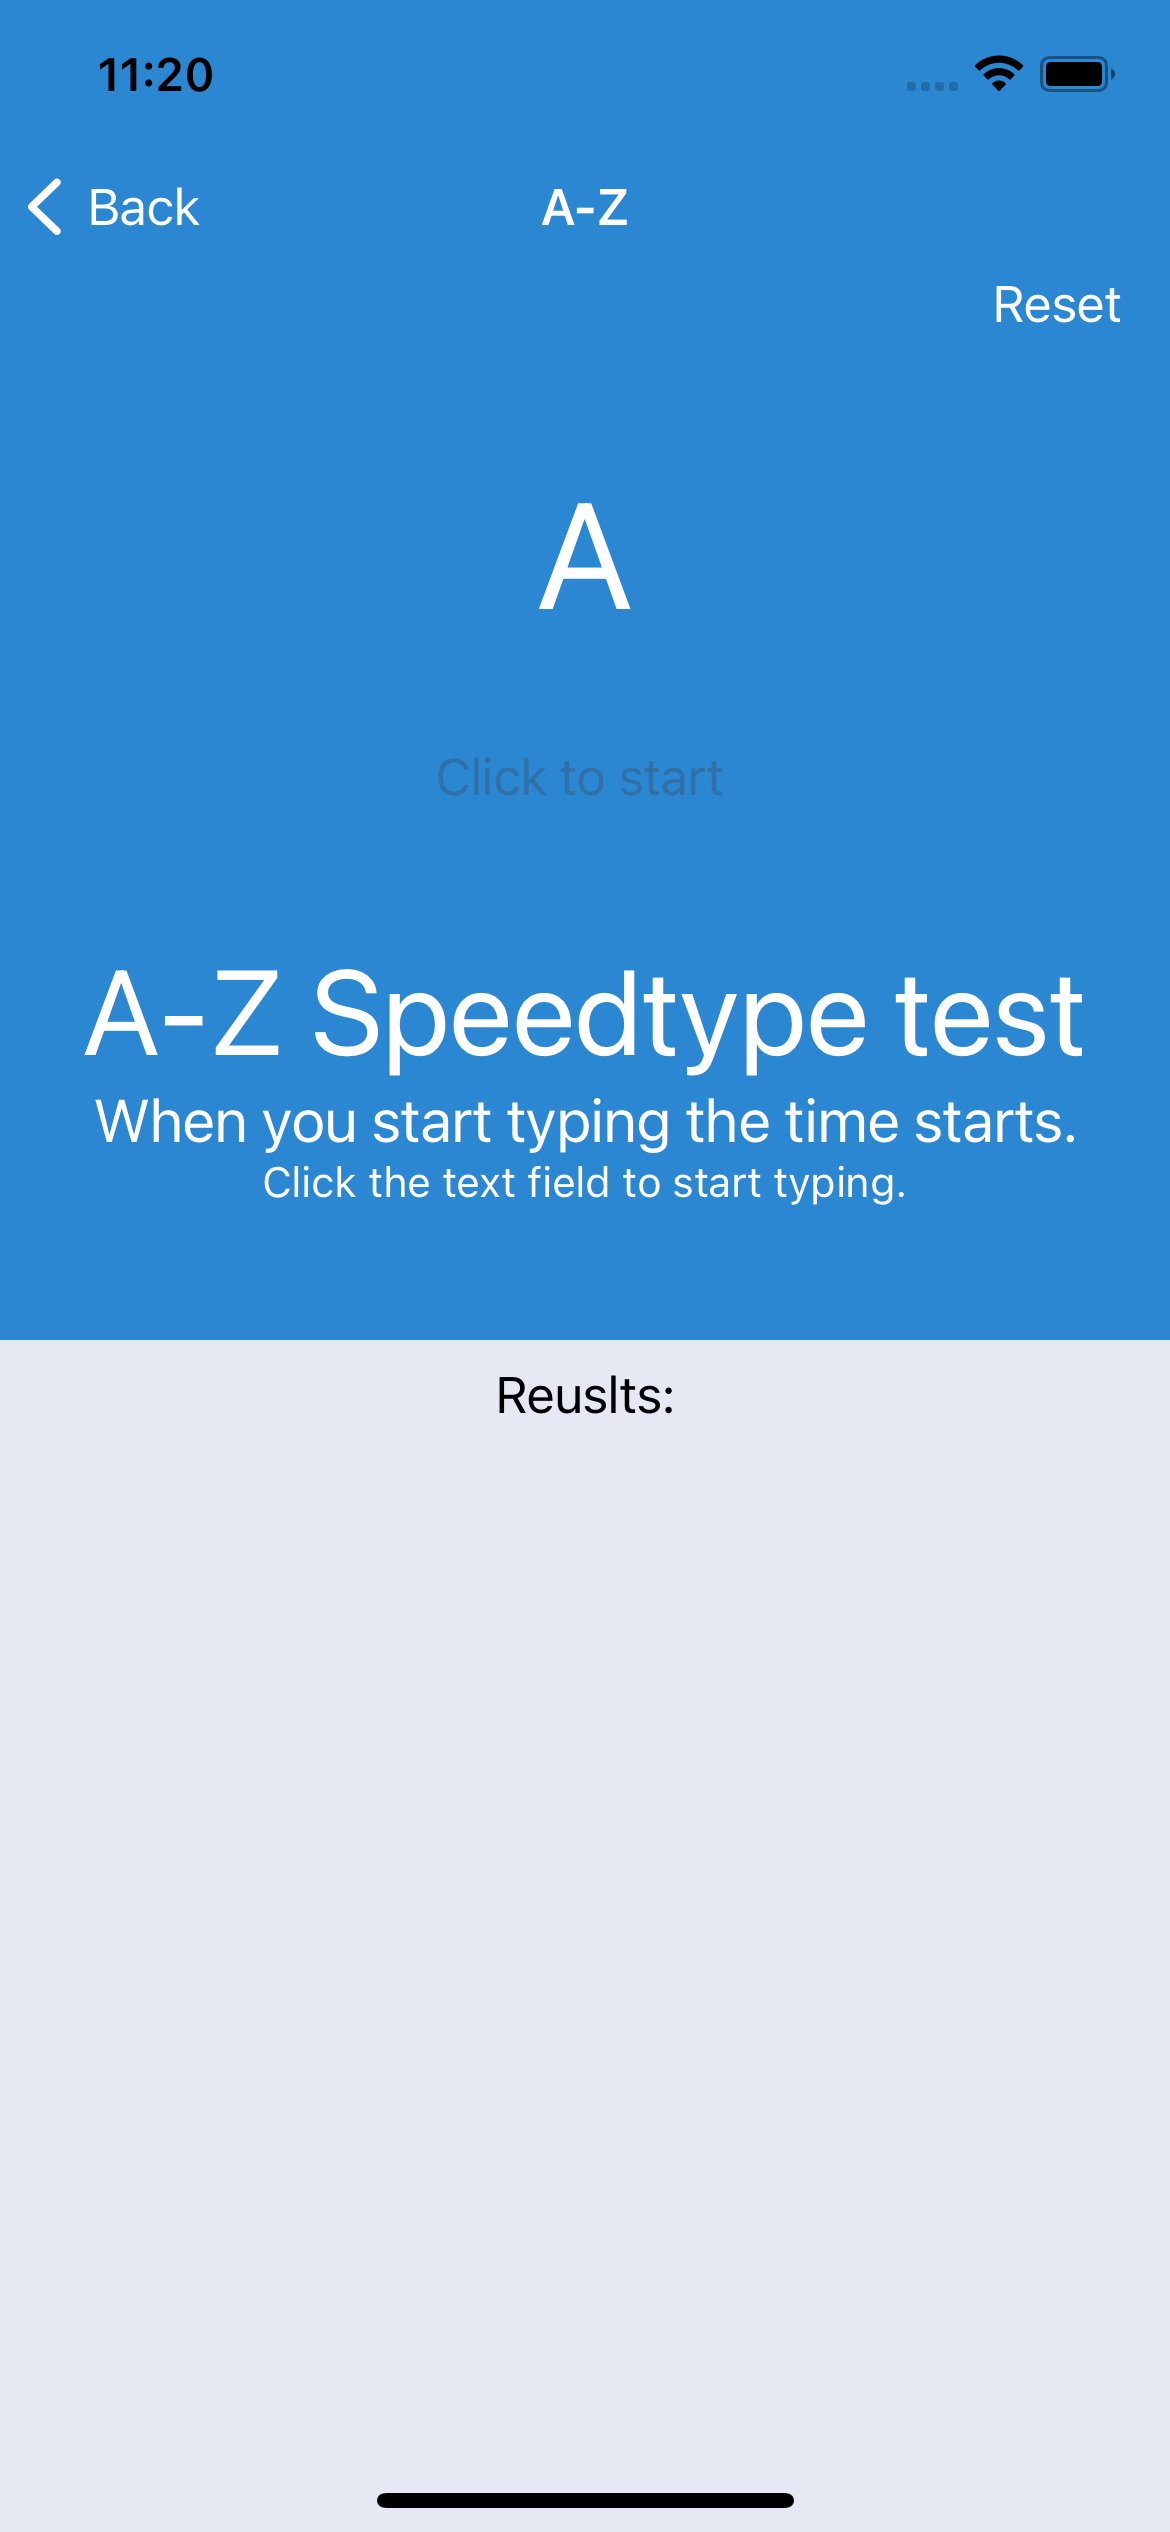 11:20
Back
A-Z
Reset
A
Click to start
A-Z Speedtype test
When you start typing the time starts.
Click the text field to start typing.
Reuslts: